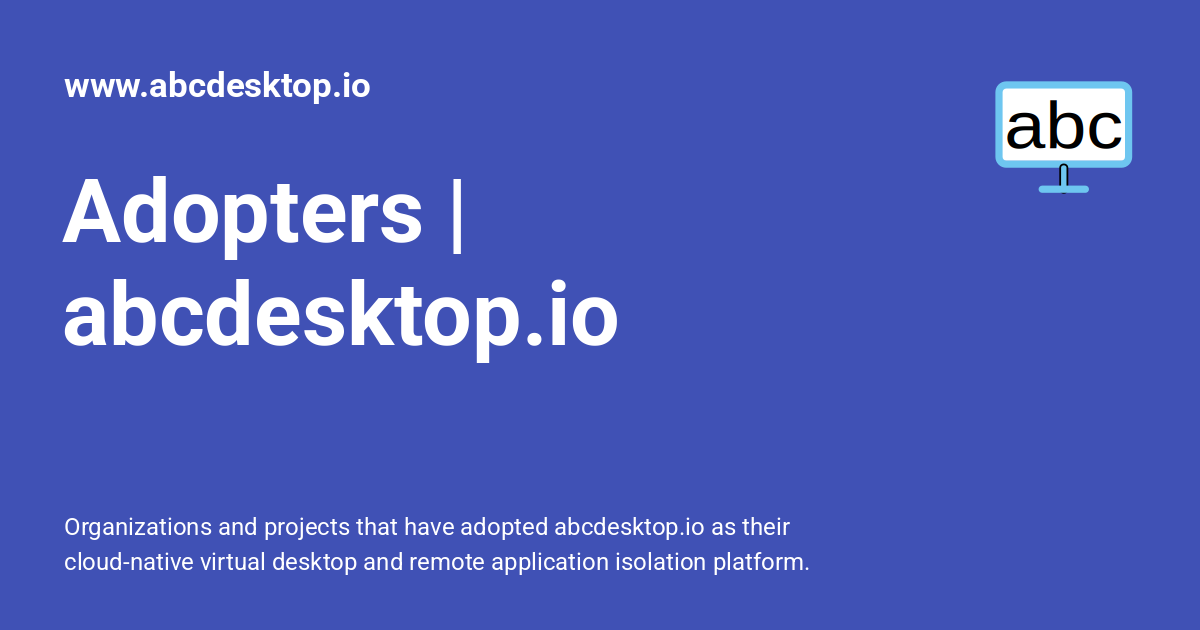 www.abcdesktop.io
abc
Adopters |
abcdesktop.io
Organizations and projects that have adopted abcdesktop.io as their
cloud-native virtual desktop and remote application isolation platform.